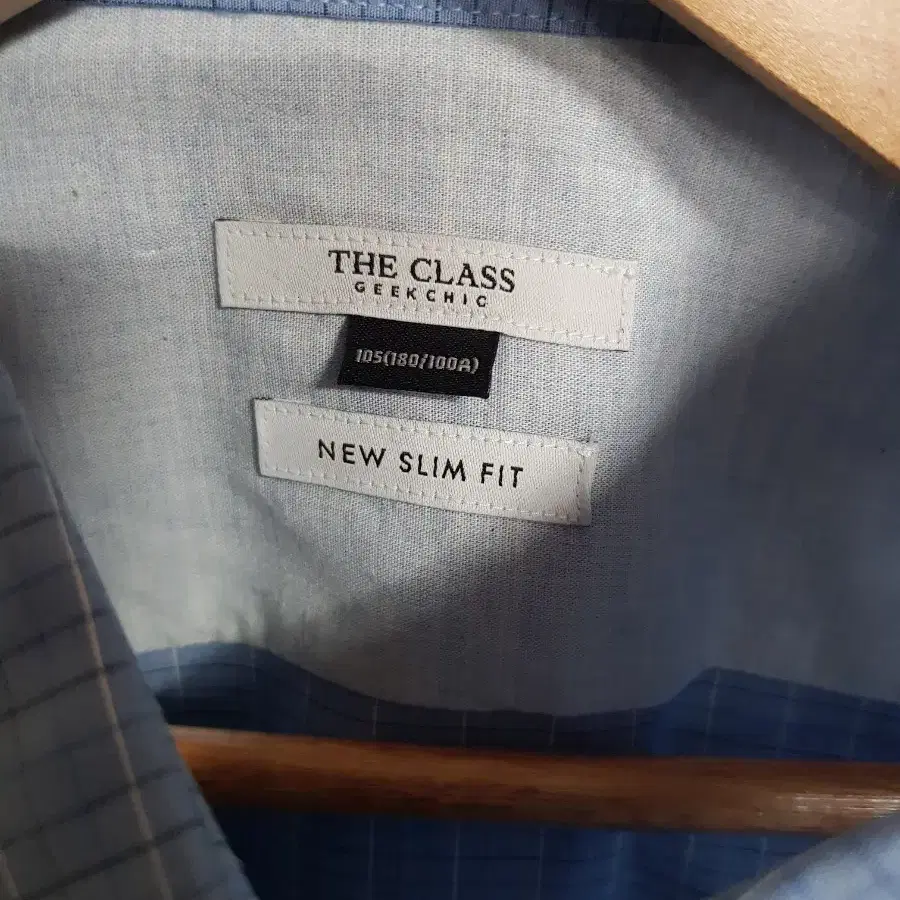 THE CLASS
GEEKCHIC
105(180/100A)
NEW SLIM FIT